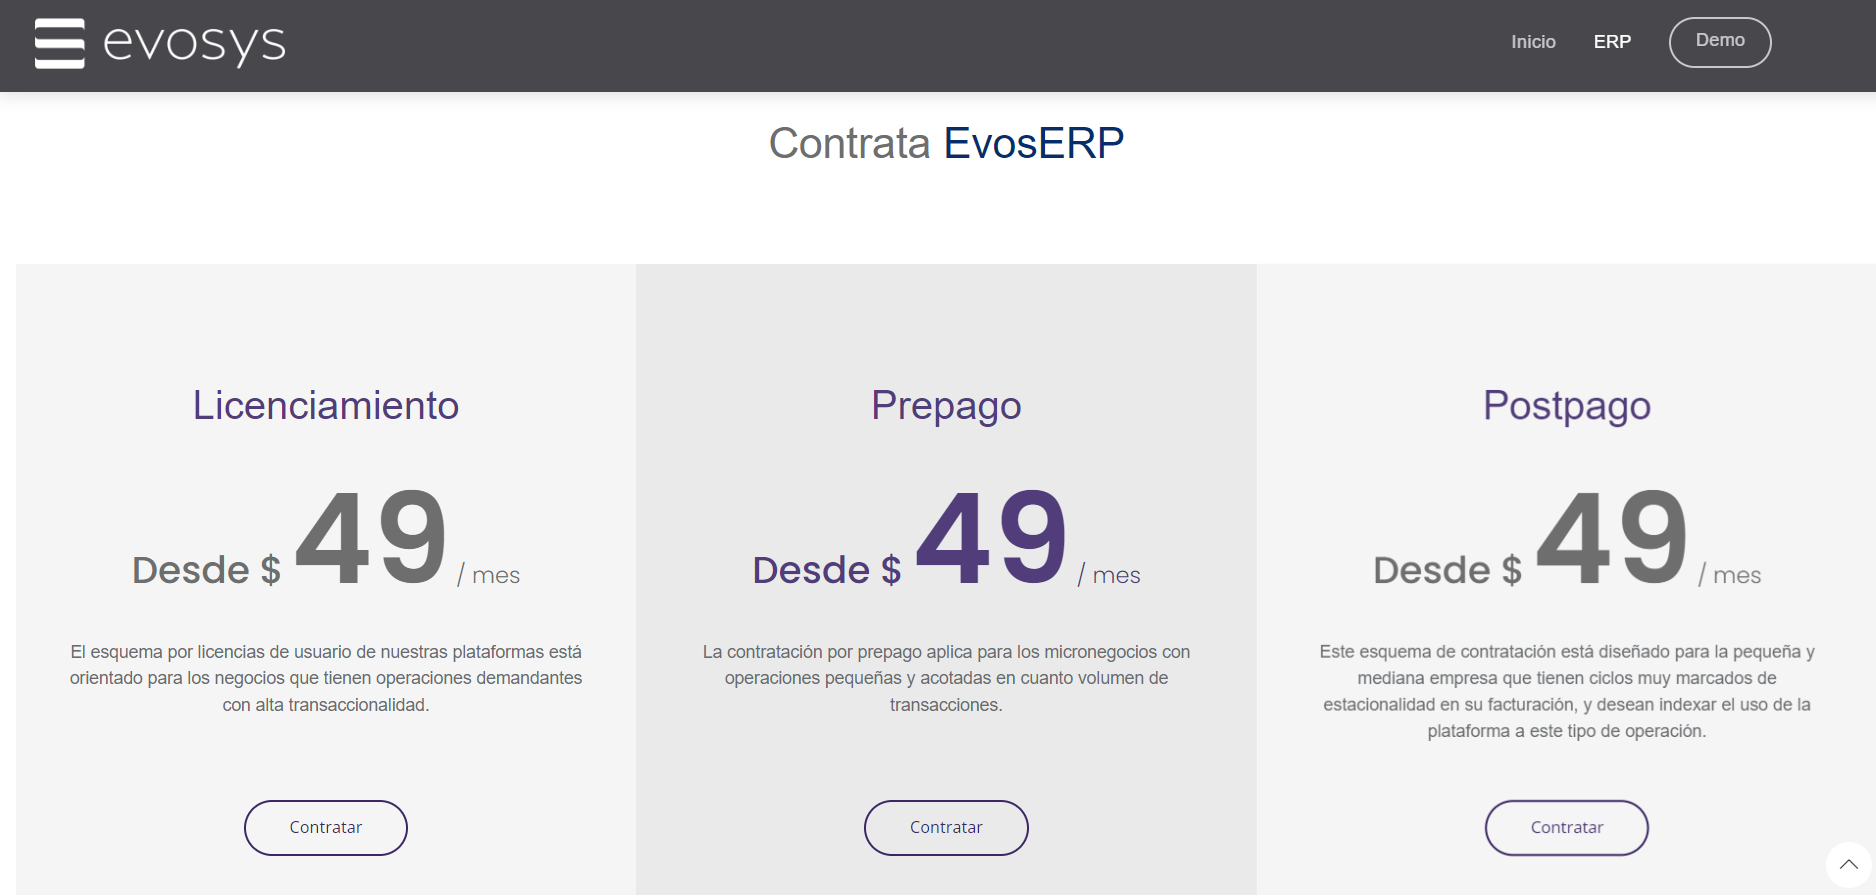 evosys
Inicio
ERP
Demo
Contrata EvosERP
Licenciamiento
Desde $ 49 / mes
El esquema por licencias de usuario de nuestras plataformas está
orientado para los negocios que tienen operaciones demandantes
con alta transaccionalidad.
Contratar
Prepago
Desde $ 49 / mes
La contratación por prepago aplica para los micronegocios con
operaciones pequeñas y acotadas en cuanto volumen de
transacciones.
Contratar
Postpago
Desde $ 49 / mes
Este esquema de contratación está diseñado para la pequeña y
mediana empresa que tienen ciclos muy marcados de
estacionalidad en su facturación, y desean indexar el uso de la
plataforma a este tipo de operación.
Contratar